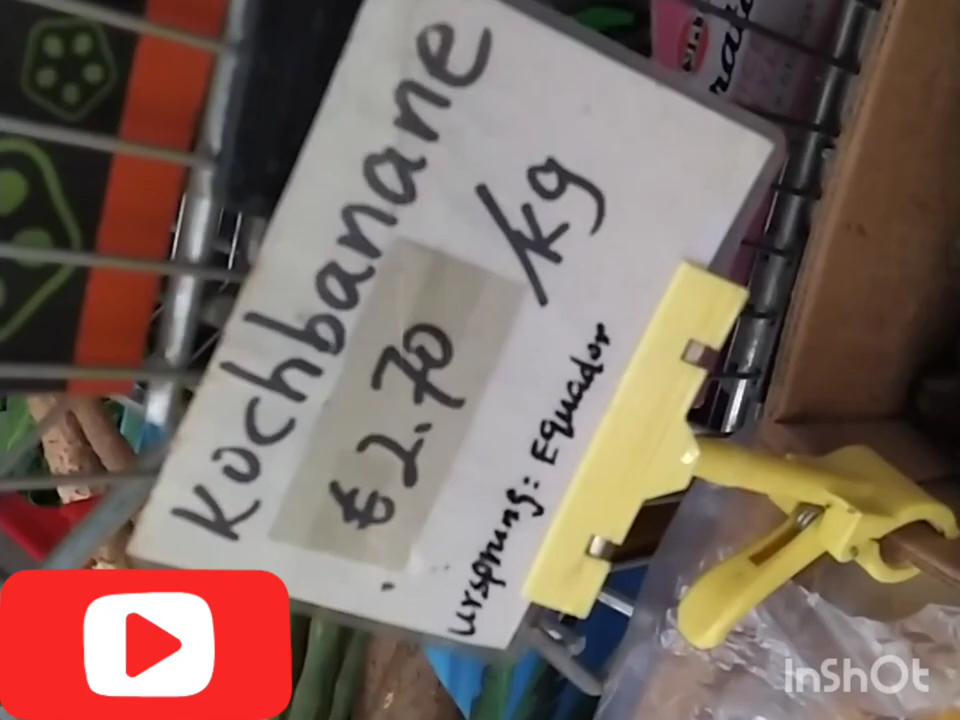 Kochbanane
€ 2.70 /kg
Ursprung: Equador
InShOt